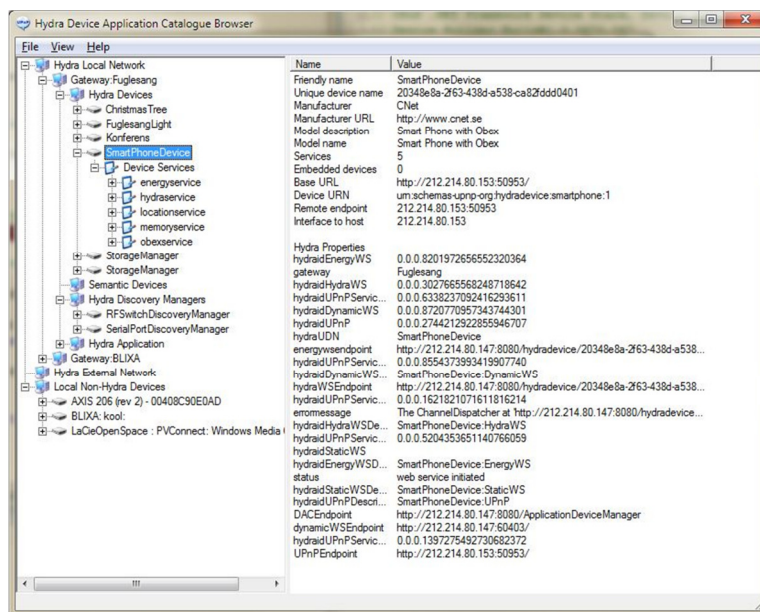 Hydra Device Application Catalogue Browser
File View Help
Hydra Local Network
Gateway:Fuglesang
Hydra Devices
ChristmasTree
FuglesangLight
Konferens
SmartPhoneDevice
Device Services
energyservice
hydraservice
locationservice
memoryservice
obexservice
StorageManager
StorageManager
Semantic Devices
Hydra Discovery Managers
RFSwitchDiscoveryManager
SerialPortDiscoveryManager
Hydra Application
Gateway:BLIXA
Hydra External Network
Local Non-Hydra Devices
AXIS 206 (rev 2) - 00408C90E0AD
BLIXA: kool:
LaCieOpenSpace : PVConnect: Windows Media
Name Value
Friendly name SmartPhoneDevice
Unique device name 20348e8a-2f63-438d-a538-ca82fddd0401
Manufacturer CNet
Manufacturer URL http://www.cnet.se
Model description Smart Phone with Obex
Model name Smart Phone with Obex
Services 5
Embedded devices 0
Base URL http://212.214.80.153:50953/
Device URN urn:schemas-upnp-org:hydradevice:smartphone:1
Remote endpoint 212.214.80.153:50953
Interface to host 212.214.80.153
Hydra Properties
hydraidEnergyWS 0.0.0.8201972656552320364
gateway Fuglesang
hydraidHydraWS 0.0.0.3027665568248718642
hydraidUPnPServic... 0.0.0.6338237092416293611
hydraidDynamicWS 0.0.0.8720770957343744301
hydraidUPnP 0.0.0.2744212922855946707
hydraUDN SmartPhoneDevice
energywsendpoint http://212.214.80.147:8080/hydradevice/20348e8a-2f63-438d-a538...
hydraidUPnPServic... 0.0.0.8554373993419907740
hydraidDynamicWS... SmartPhoneDevice:DynamicWS
hydraWSEndpoint http://212.214.80.147:8080/hydradevice/20348e8a-2f63-438d-a538...
hydraidUPnPServic... 0.0.0.1621821071611816214
errormessage The ChannelDispatcher at http://212.214.80.147:8080/hydradevice...
hydraidHydraWSDe... SmartPhoneDevice:HydraWS
hydraidUPnPServic... 0.0.0.5204353651140766059
hydraidStaticWS
hydraidEnergyWSD... SmartPhoneDevice:EnergyWS
status web service initiated
hydraidStaticWSDe... SmartPhoneDevice:StaticWS
hydraidUPnPDescri... SmartPhoneDevice:UPnP
DACEndpoint http://212.214.80.147:8080/ApplicationDeviceManager
dynamicWSEndpoint http://212.214.80.147:60403/
hydraidUPnPServic... 0.0.0.1397275492730682372
UPnPEndpoint http://212.214.80.153:50953/